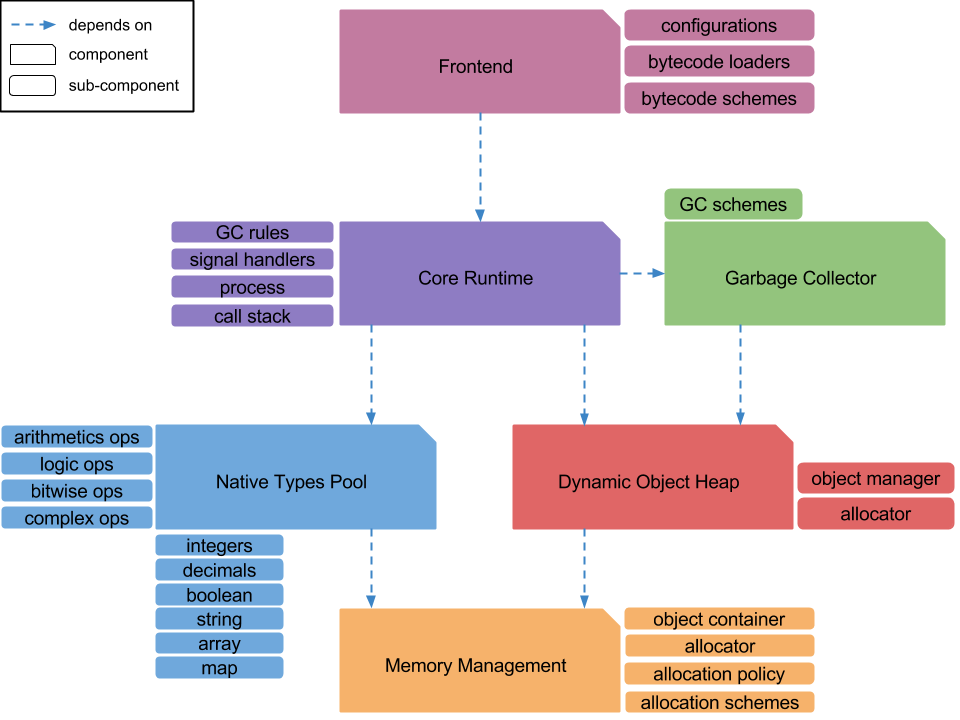 depends on
component
sub-component
Frontend
configurations
bytecode loaders
bytecode schemes
GC rules
signal handlers
process
call stack
Core Runtime
GC schemes
Garbage Collector
arithmetics ops
logic ops
bitwise ops
complex ops
Native Types Pool
integers
decimals
boolean
string
array
map
Dynamic Object Heap
object manager
allocator
Memory Management
object container
allocator
allocation policy
allocation schemes